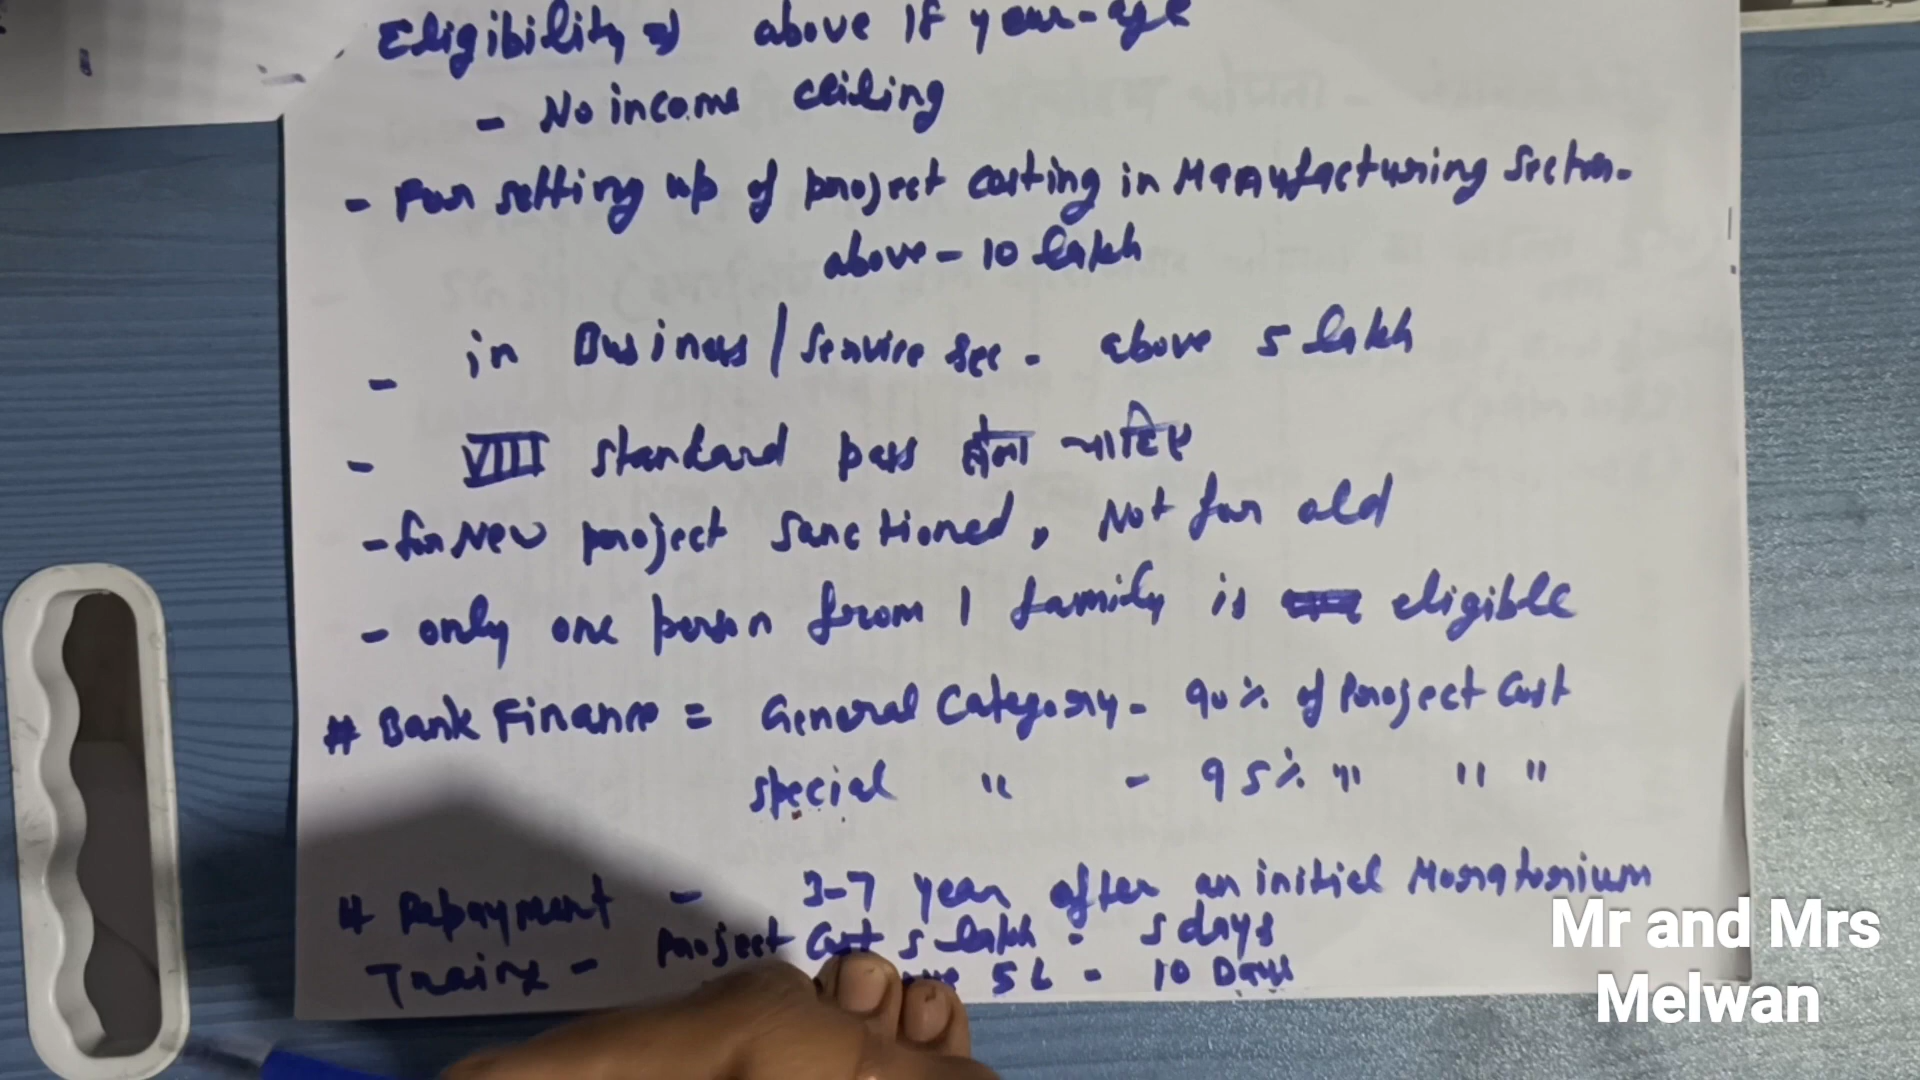 Eligibility ⇒ above 18 year-age
- No income ceiling
- For setting up of project costing in Manufacturing Sector.
above - 10 lakh
- in Business / Service sec. above 5 lakh
- VIII standard pass होना चाहिए
- for New project Sanctioned, Not for old
- only one person from 1 family is eligible
# Bank Finance = General Category - 90% of Project Cost
special " - 95% " " "
# Repayment - 3-7 year after an initial Moratorium
Project Cost 5 lakh - 5 days
- 5 L - 10 Days
Mr and Mrs
Melwan